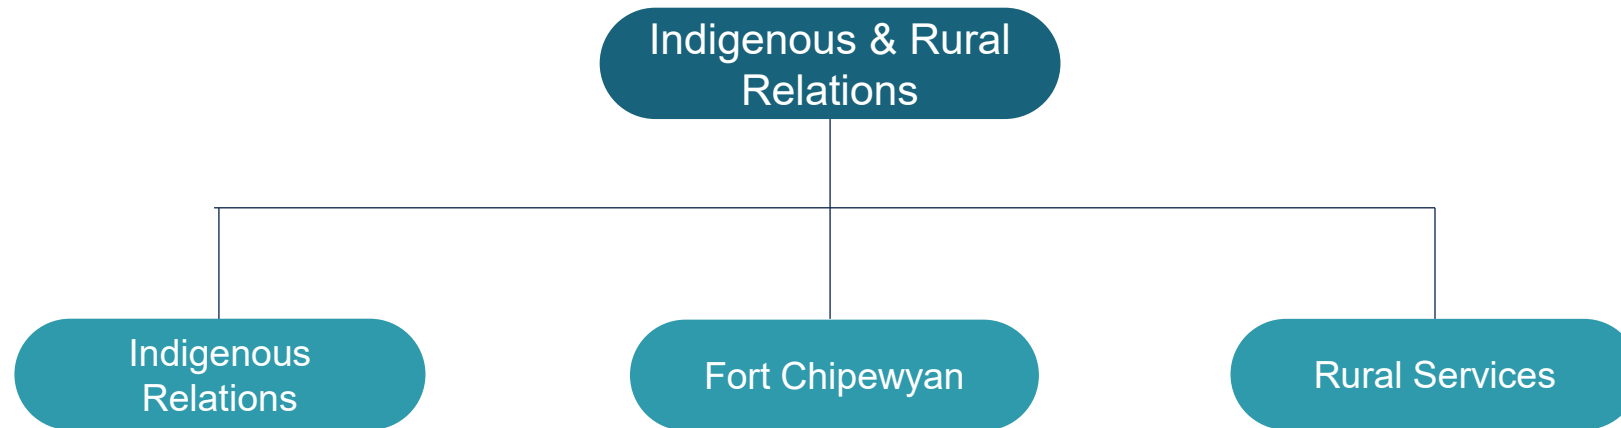 Indigenous & Rural
Relations
Indigenous
Relations
Fort Chipewyan
Rural Services